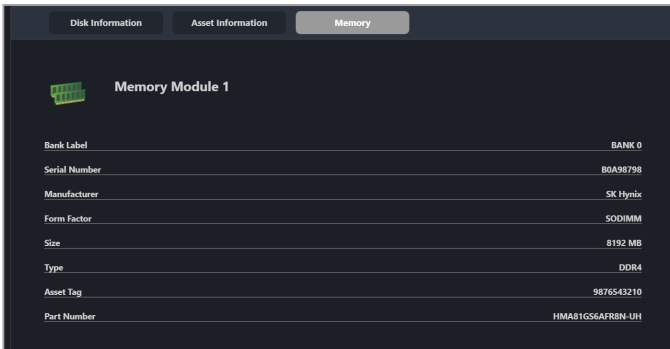 Disk Information Asset Information Memory
Memory Module 1
Bank Label BANK 0
Serial Number B0A98798
Manufacturer SK Hynix
Form Factor SODIMM
Size 8192 MB
Type DDR4
Asset Tag 9876543210
Part Number HMA81GS6AFR8N-UH